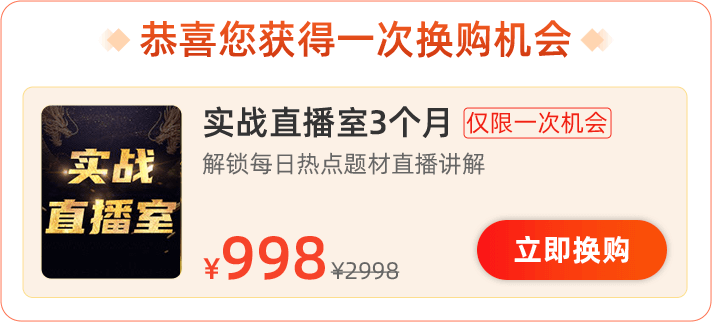 恭喜您获得一次换购机会
实战
直播室
实战直播室3个月 仅限一次机会
解锁每日热点题材直播讲解
¥998 ¥2998
立即换购